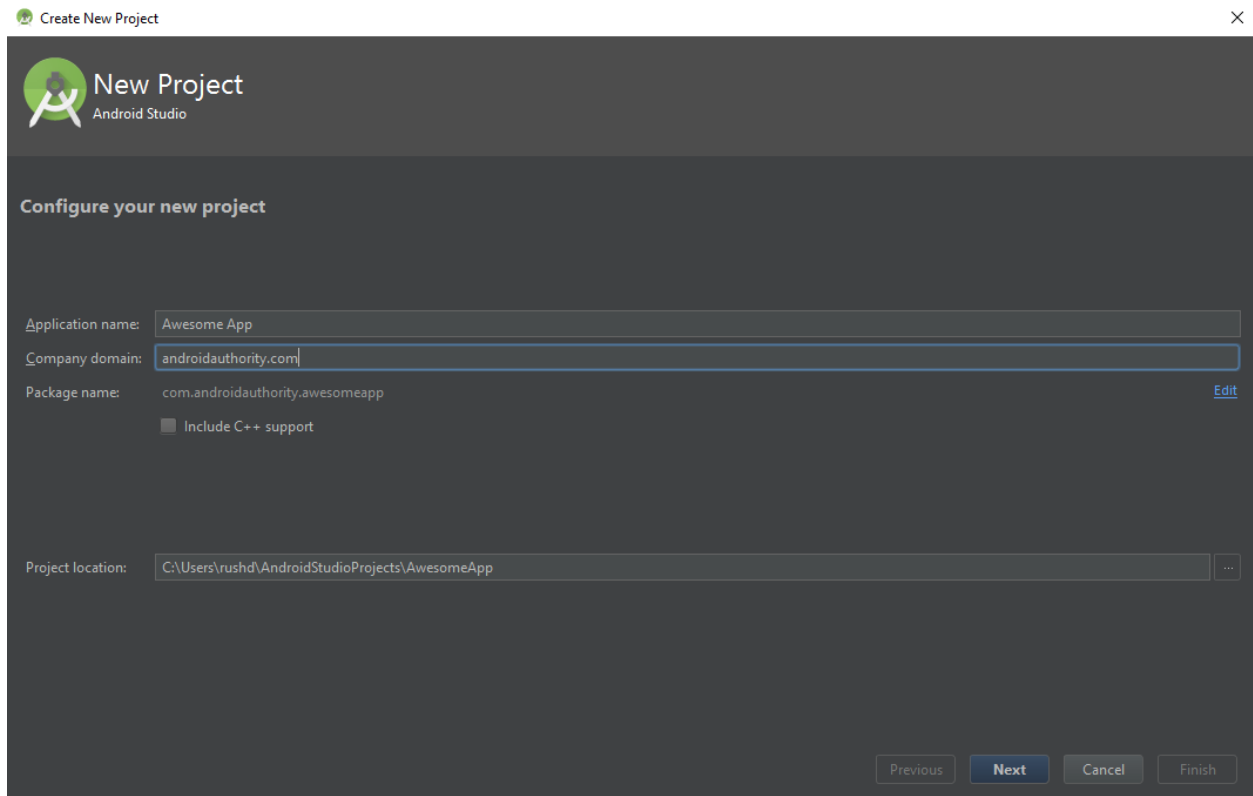 Create New Project
New Project
Android Studio
Configure your new project
Application name: Awesome App
Company domain: androidauthority.com
Package name: com.androidauthority.awesomeapp Edit
Include C++ support
Project location: C:\Users\rushd\AndroidStudioProjects\AwesomeApp ...
Previous Next Cancel Finish